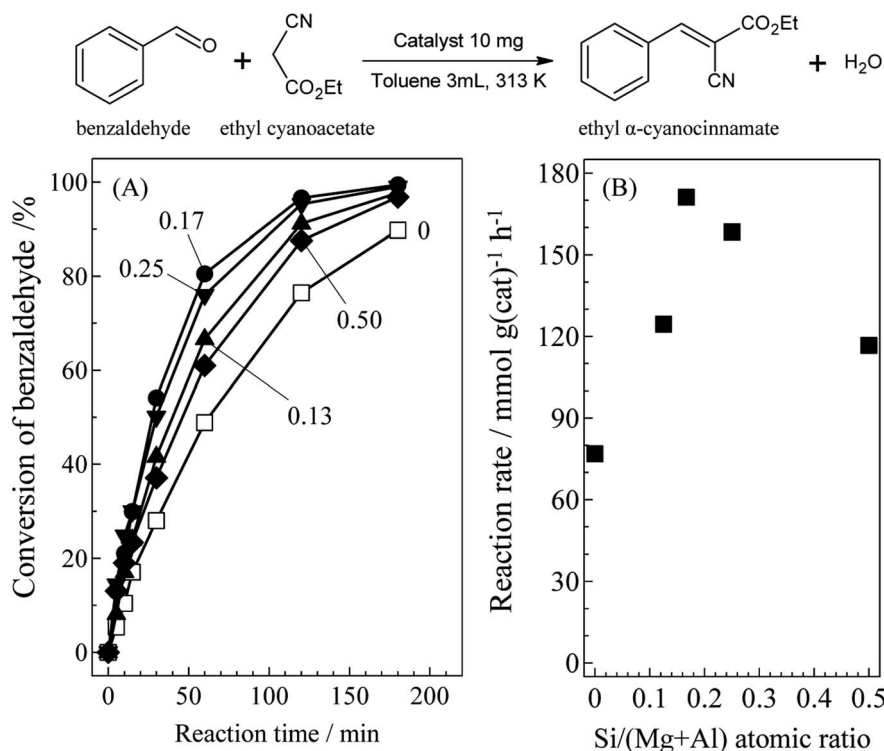 CN
O
CO₂Et
+
Catalyst 10 mg
Toluene 3mL, 313 K
CO₂Et
CN
+ H₂O
benzaldehyde
ethyl cyanoacetate
ethyl α-cyanocinnamate
(A)
Conversion of benzaldehyde /%
100
80
60
40
20
0
0.17
0.25
0.13
0.50
0
0 50 100 150 200
Reaction time / min
(B)
Reaction rate / mmol g(cat)⁻¹ h⁻¹
180
150
120
90
60
30
0
0 0.1 0.2 0.3 0.4 0.5
Si/(Mg+Al) atomic ratio